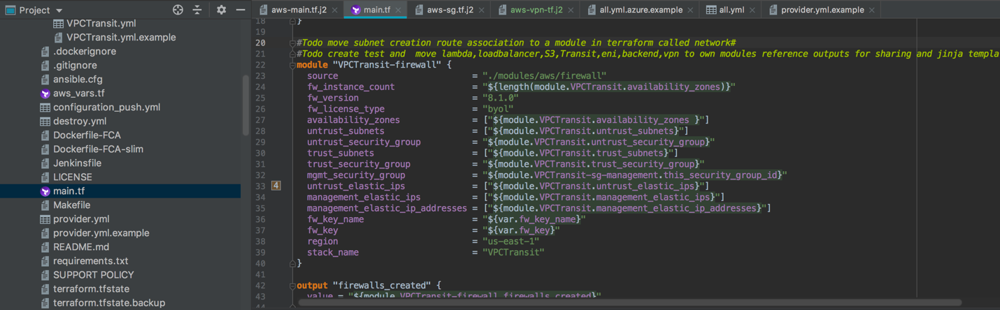 Project
aws-main.tf.j2
main.tf
aws-sg.tf.j2
aws-vpn-tf.j2
all.yml.azure.example
all.yml
provider.yml.example
VPCTransit.yml
VPCTransit.yml.example
.dockerignore
.gitignore
ansible.cfg
aws_vars.tf
configuration_push.yml
destroy.yml
Dockerfile-FCA
Dockerfile-FCA-slim
Jenkinsfile
LICENSE
main.tf
Makefile
provider.yml
provider.yml.example
README.md
requirements.txt
SUPPORT POLICY
terraform.tfstate
terraform.tfstate.backup
18 }
19
20 #Todo move subnet creation route association to a module in terraform called network#
21 #Todo create test and  move lambda,loadbalancer,S3,Transit,eni,backend,vpn to own modules reference outputs for sharing and jinja templa
22 module "VPCTransit-firewall" {
23 source = "./modules/aws/firewall"
24 fw_instance_count = "${length(module.VPCTransit.availability_zones)}"
25 fw_version = "8.1.0"
26 fw_license_type = "byol"
27 availability_zones = ["${module.VPCTransit.availability_zones }"]
28 untrust_subnets = ["${module.VPCTransit.untrust_subnets}"]
29 untrust_security_group = "${module.VPCTransit.untrust_security_group}"
30 trust_subnets = ["${module.VPCTransit.trust_subnets}"]
31 trust_security_group = "${module.VPCTransit.trust_security_group}"
32 mgmt_security_group = "${module.VPCTransit-sg-management.this_security_group_id}"
33 4 untrust_elastic_ips = ["${module.VPCTransit.untrust_elastic_ips}"]
34 management_elastic_ips = ["${module.VPCTransit.management_elastic_ips}"]
35 management_elastic_ip_addresses = ["${module.VPCTransit.management_elastic_ip_addresses}"]
36 fw_key_name = "${var.fw_key_name}"
37 fw_key = "${var.fw_key}"
38 region = "us-east-1"
39 stack_name = "VPCTransit"
40 }
41
42 output "firewalls_created" {
43 value = "${module.VPCTransit-firewall.firewalls_created}"
44